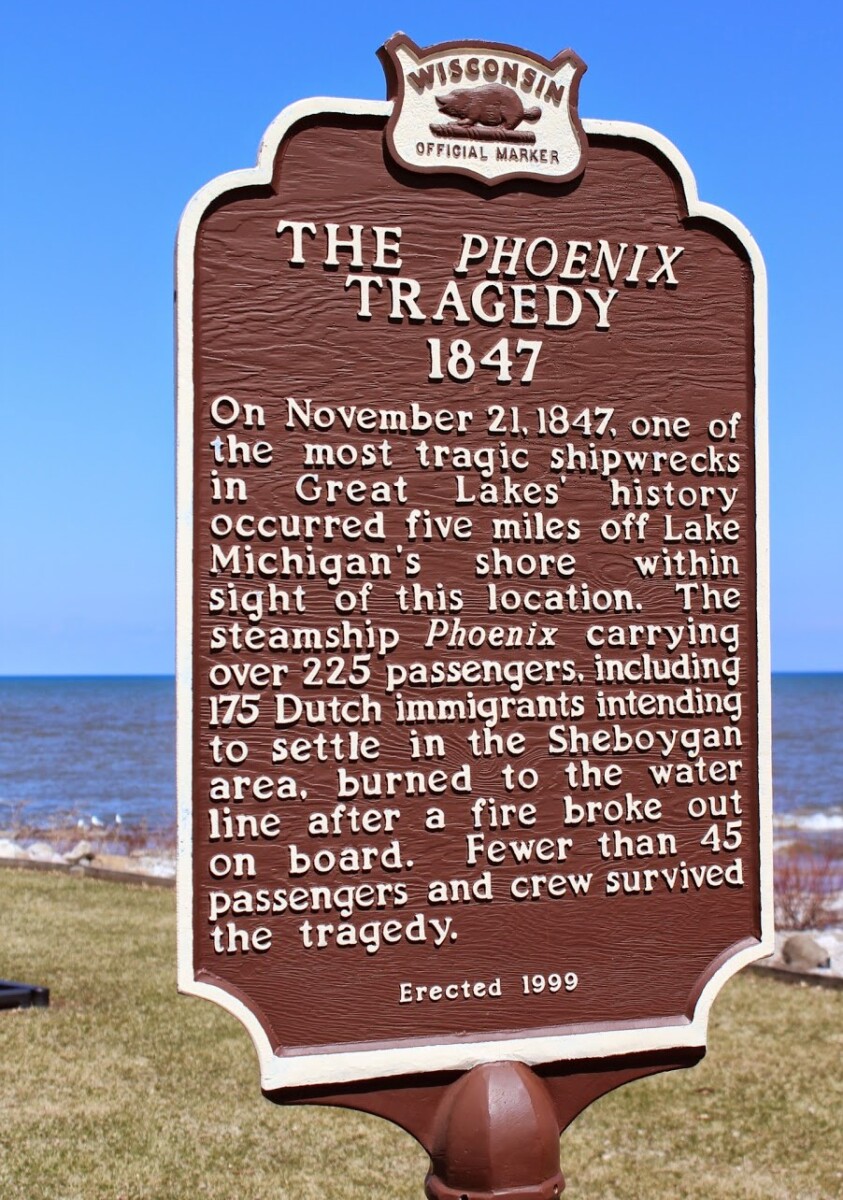 WISCONSIN
OFFICIAL MARKER
THE PHOENIX
TRAGEDY
1847
On November 21, 1847, one of
the most tragic shipwrecks
in Great Lakes' history
occurred five miles off Lake
Michigan's shore within
sight of this location. The
steamship Phoenix carrying
over 225 passengers, including
175 Dutch immigrants intending
to settle in the Sheboygan
area, burned to the water
line after a fire broke out
on board. Fewer than 45
passengers and crew survived
the tragedy.
Erected 1999